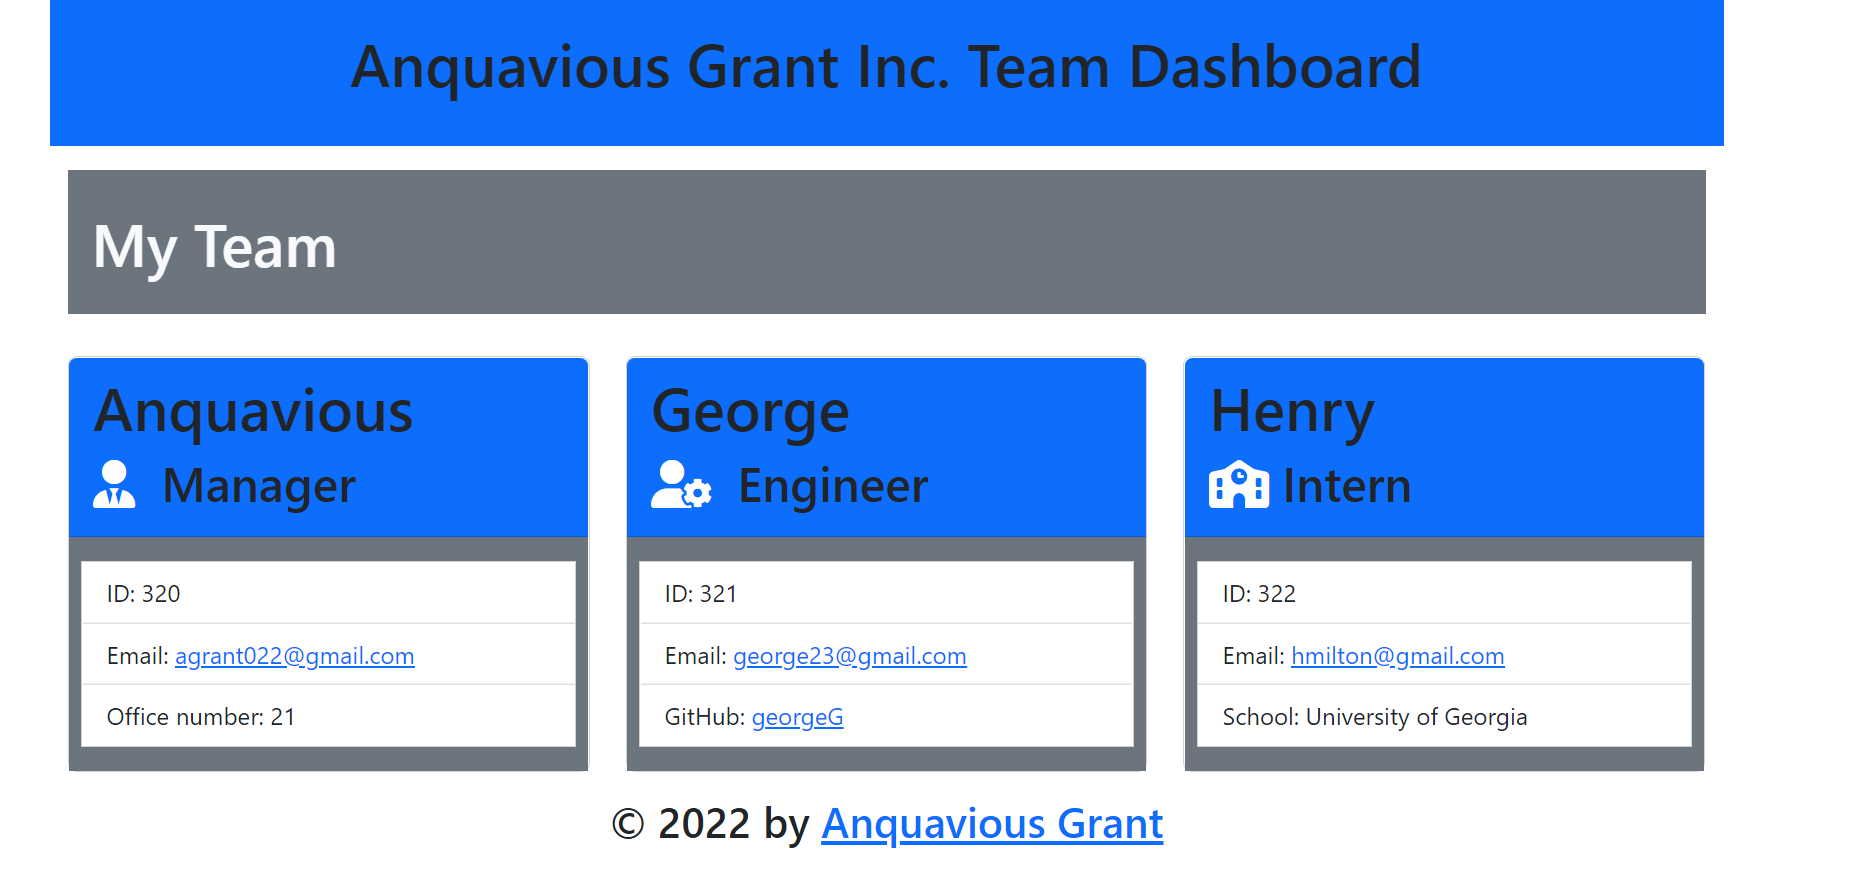 Anquavious Grant Inc. Team Dashboard
My Team
Anquavious
Manager
ID: 320
Email: agrant022@gmail.com
Office number: 21
George
Engineer
ID: 321
Email: george23@gmail.com
GitHub: georgeG
Henry
Intern
ID: 322
Email: hmilton@gmail.com
School: University of Georgia
© 2022 by Anquavious Grant